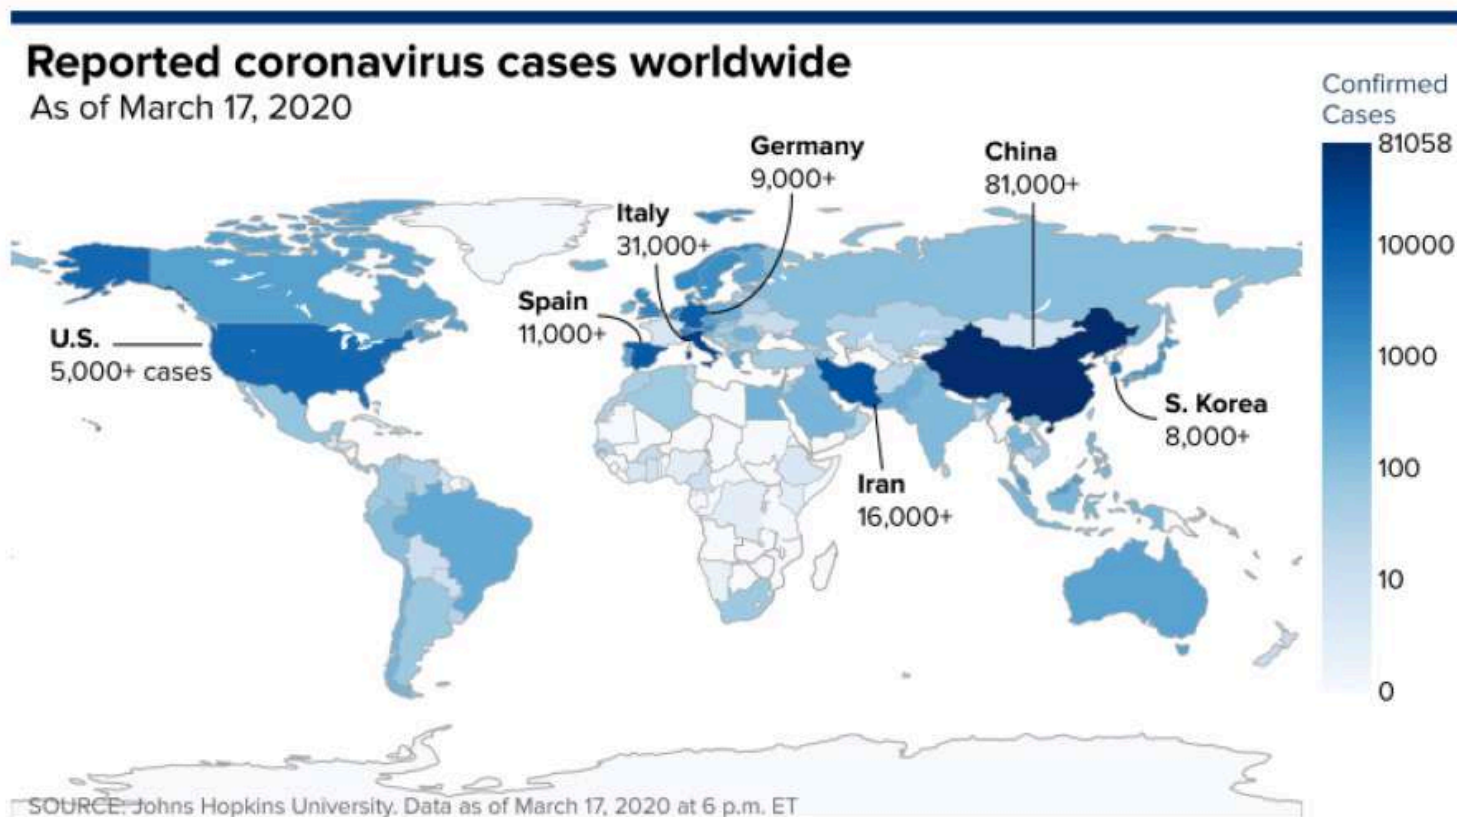 Reported coronavirus cases worldwide
As of March 17, 2020
Confirmed
Cases
81058
10000
1000
100
10
0
Germany
9,000+
China
81,000+
Italy
31,000+
Spain
11,000+
U.S.
5,000+ cases
S. Korea
8,000+
Iran
16,000+
SOURCE: Johns Hopkins University. Data as of March 17, 2020 at 6 p.m. ET